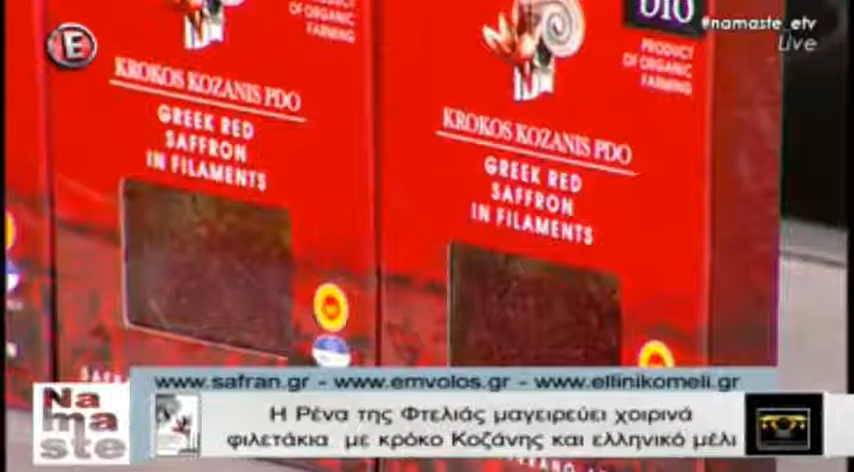 E
#namaste_etv
Live
PRODUCT
OF ORGANIC
FARMING
KROKOS KOZANIS PDO
GREEK RED
SAFFRON
IN FILAMENTS
BIO
PRODUCT
OF ORGANIC
FARMING
KROKOS KOZANIS PDO
GREEK RED
SAFFRON
IN FILAMENTS
www.safran.gr - www.emvolos.gr - www.ellinikomeli.gr
Na
ma
ste
Η Ρένα της Φτελιάς μαγειρεύει χοιρινά
φιλετάκια με κρόκο Κοζάνης και ελληνικό μέλι